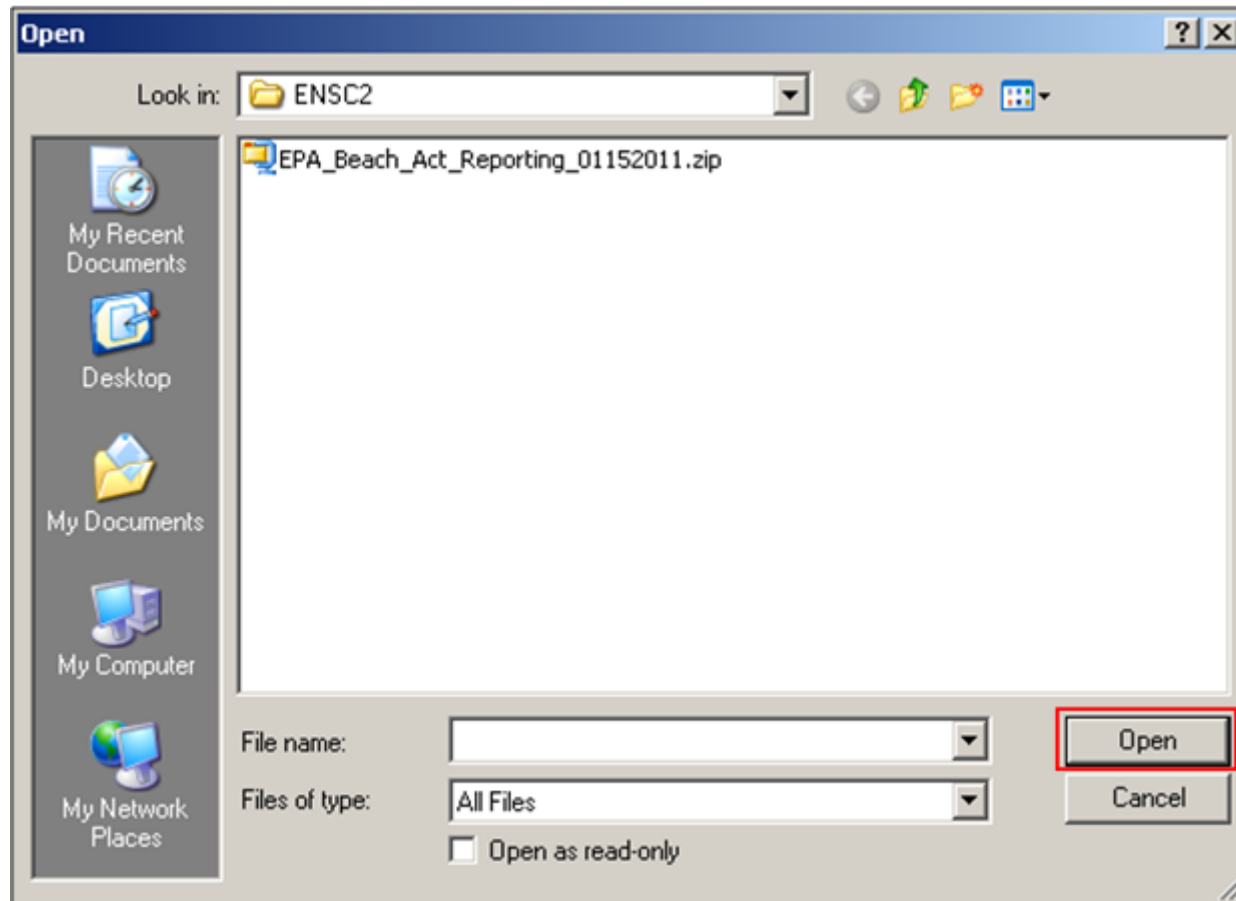 Open
Look in:
ENSC2
EPA_Beach_Act_Reporting_01152011.zip
My Recent
Documents
Desktop
My Documents
My Computer
My Network
Places
File name:
Open
Files of type:
All Files
Cancel
Open as read-only